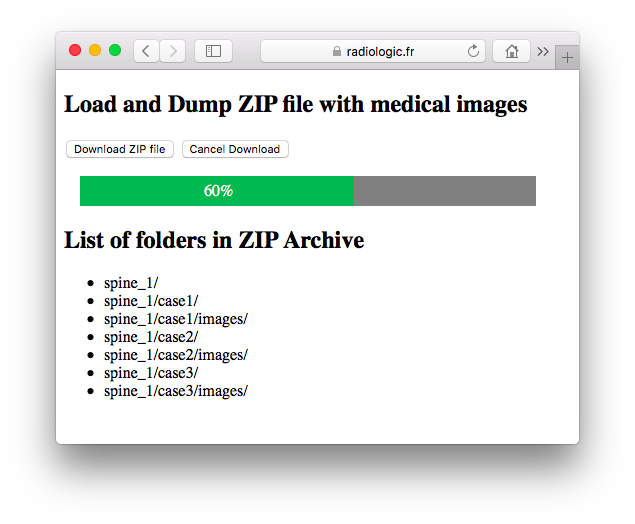 radiologic.fr
Load and Dump ZIP file with medical images
Download ZIP file Cancel Download
60%
List of folders in ZIP Archive
spine_1/
spine_1/case1/
spine_1/case1/images/
spine_1/case2/
spine_1/case2/images/
spine_1/case3/
spine_1/case3/images/